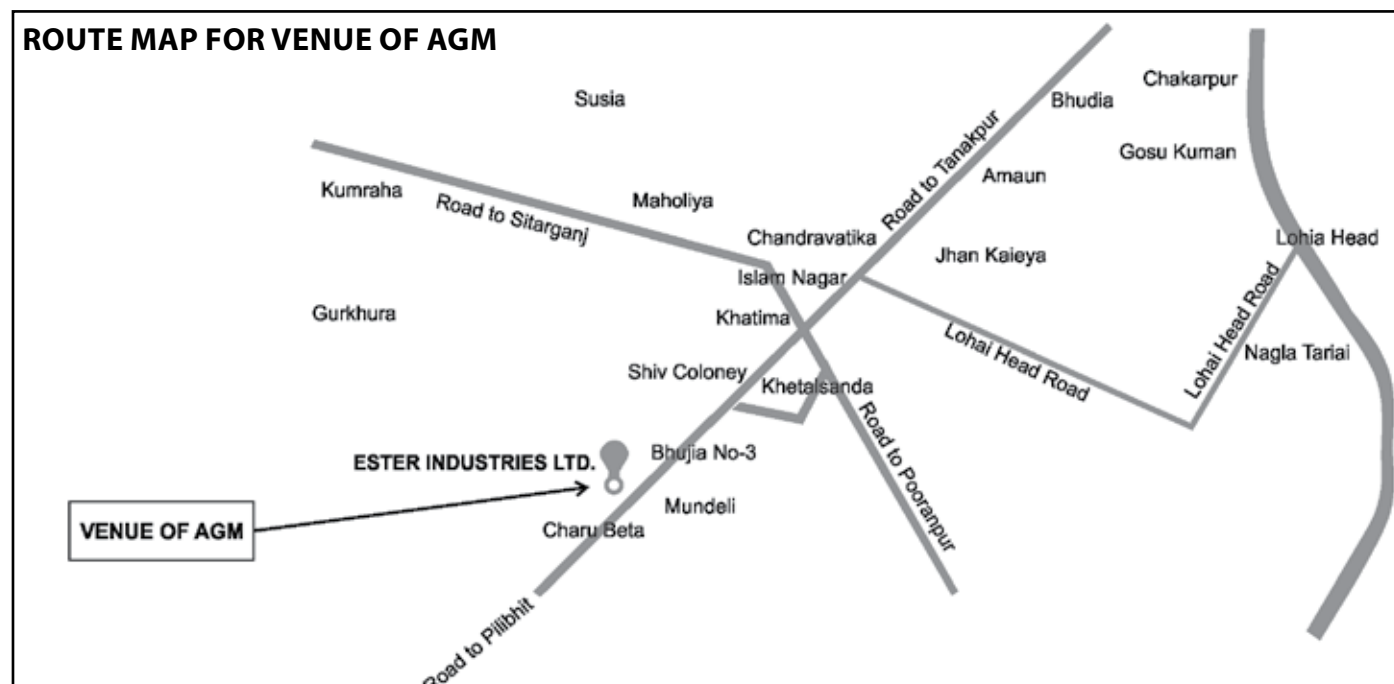 ROUTE MAP FOR VENUE OF AGM
Susia
Chakarpur
Bhudia
Gosu Kuman
Road to Tanakpur
Amaun
Kumraha
Road to Sitarganj
Maholiya
Chandravatika
Lohia Head
Jhan Kaieya
Islam Nagar
Gurkhura
Khatima
Lohai Head Road
Lohai Head Road
Nagla Tariai
Shiv Coloney
Khetalsanda
Road to Pooranpur
Bhujia No-3
ESTER INDUSTRIES LTD.
Mundeli
VENUE OF AGM
Charu Beta
Road to Pilibhit